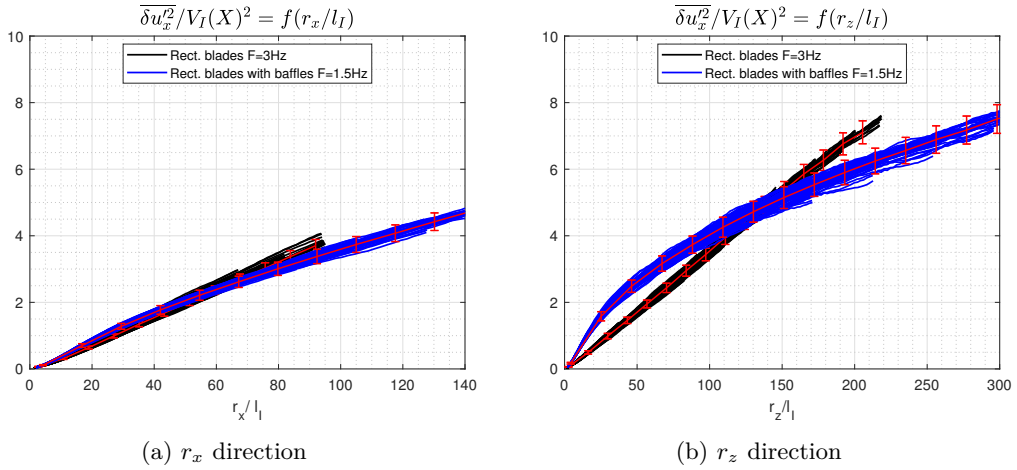 $\overline{\delta u_x'^2}/V_I(X)^2 = f(r_x/l_I)$
10
8
6
4
2
0
0 20 40 60 80 100 120 140
Rect. blades F=3Hz
Rect. blades with baffles F=1.5Hz
r_x/ l_I
(a) r_x direction
$\overline{\delta u_x'^2}/V_I(X)^2 = f(r_z/l_I)$
10
8
6
4
2
0
0 50 100 150 200 250 300
Rect. blades F=3Hz
Rect. blades with baffles F=1.5Hz
r_z/l_I
(b) r_z direction